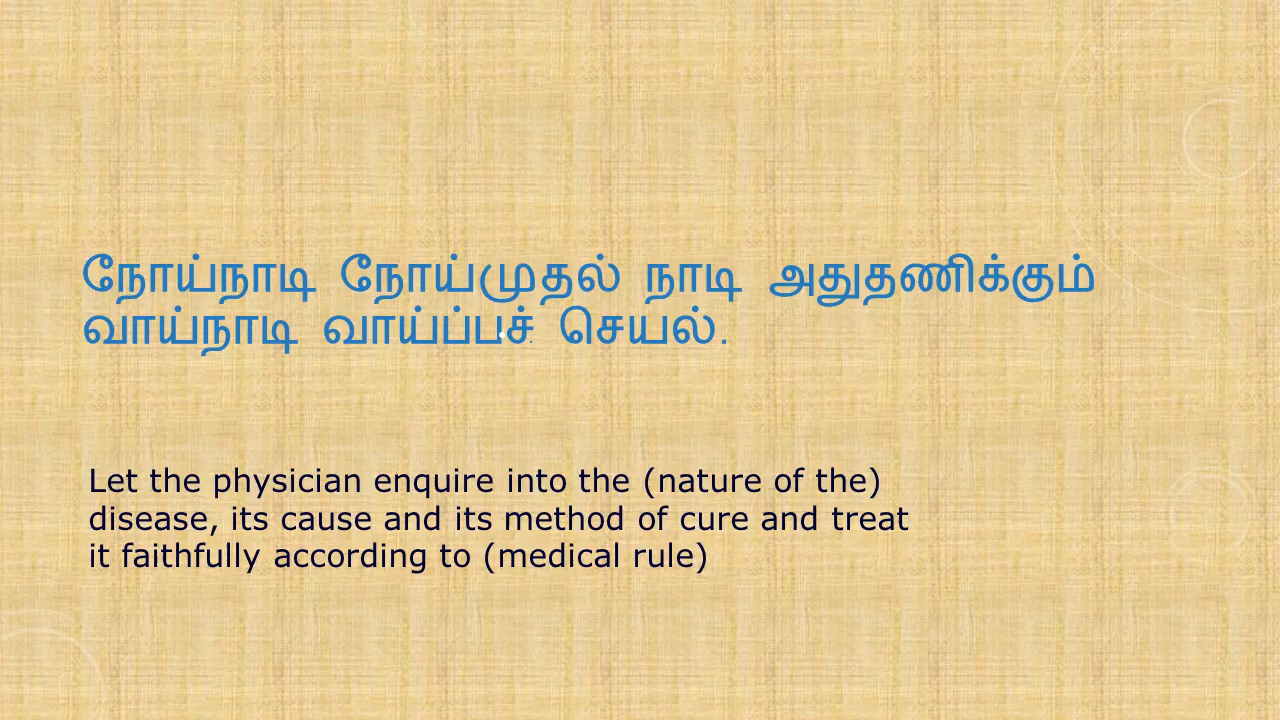 நோய்நாடி நோய்முதல் நாடி அதுதணிக்கும்
வாய்நாடி வாய்ப்பச் செயல்.
Let the physician enquire into the (nature of the)
disease, its cause and its method of cure and treat
it faithfully according to (medical rule)